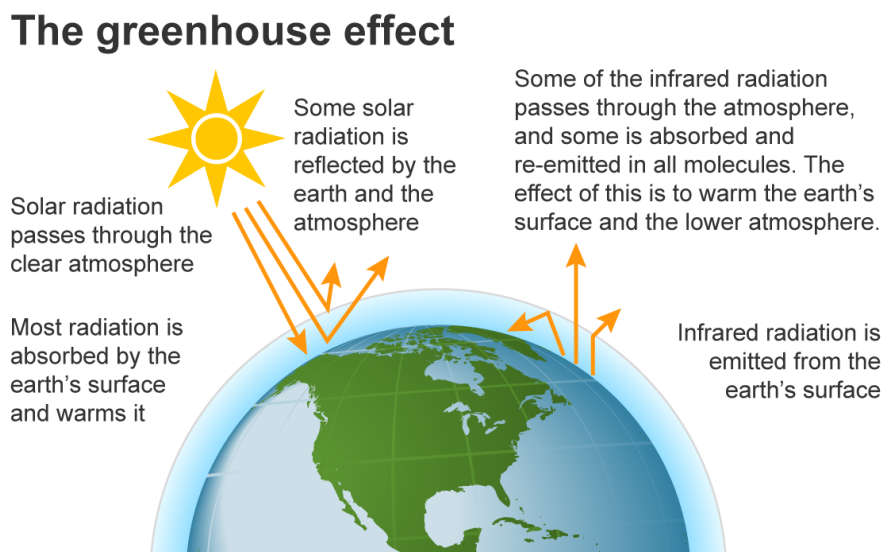 The greenhouse effect
Some solar
radiation is
reflected by the
earth and the
atmosphere
Some of the infrared radiation
passes through the atmosphere,
and some is absorbed and
re-emitted in all molecules. The
effect of this is to warm the earth's
surface and the lower atmosphere.
Solar radiation
passes through the
clear atmosphere
Most radiation is
absorbed by the
earth's surface
and warms it
Infrared radiation is
emitted from the
earth's surface